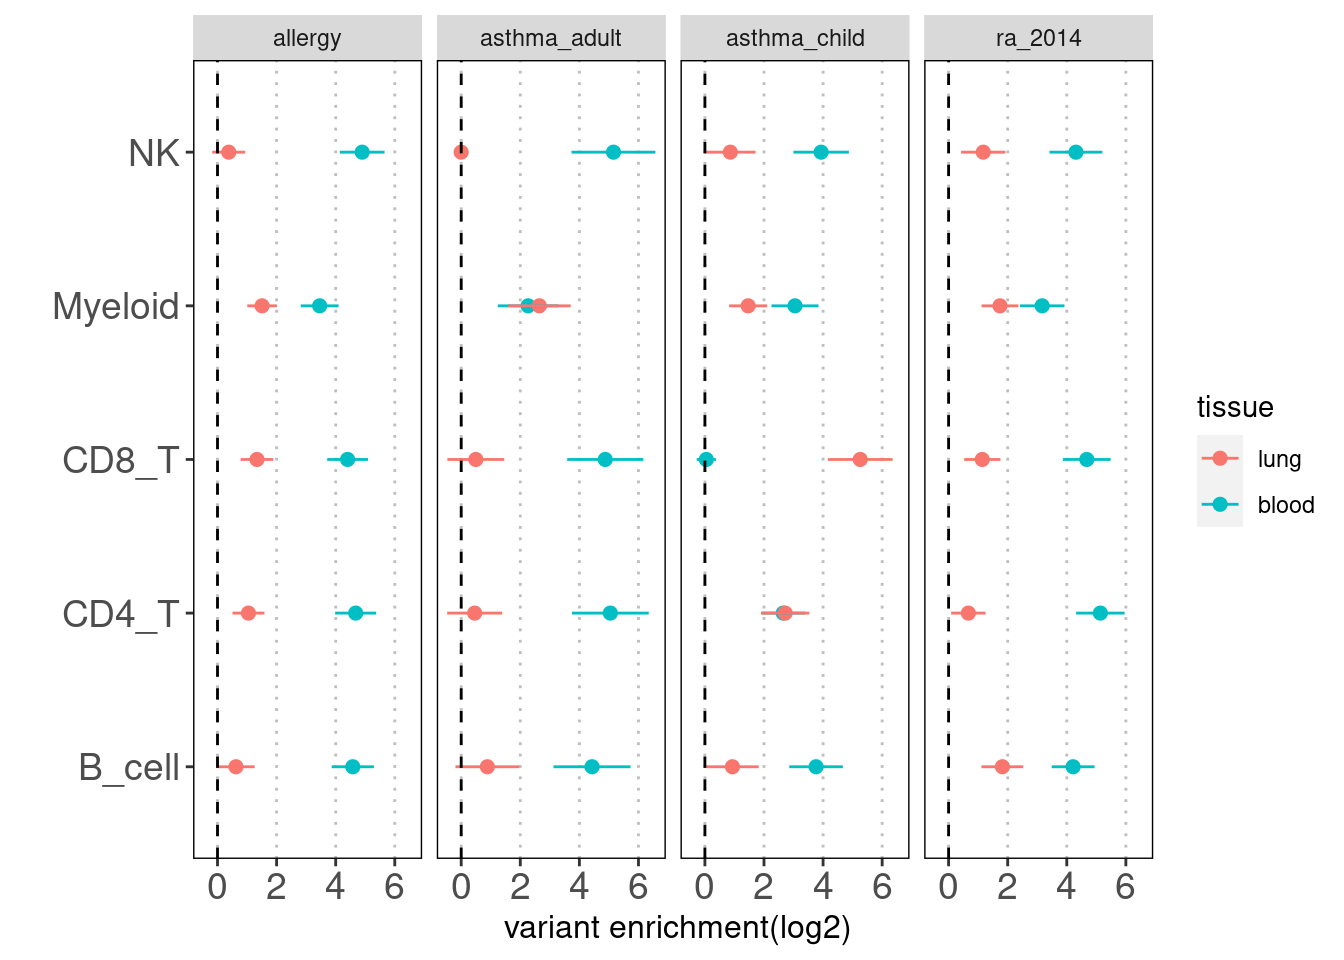 allergy asthma_adult asthma_child ra_2014
NK
Myeloid
CD8_T
CD4_T
B_cell
0 2 4 6 0 2 4 6 0 2 4 6 0 2 4 6
variant enrichment(log2)
tissue
lung
blood